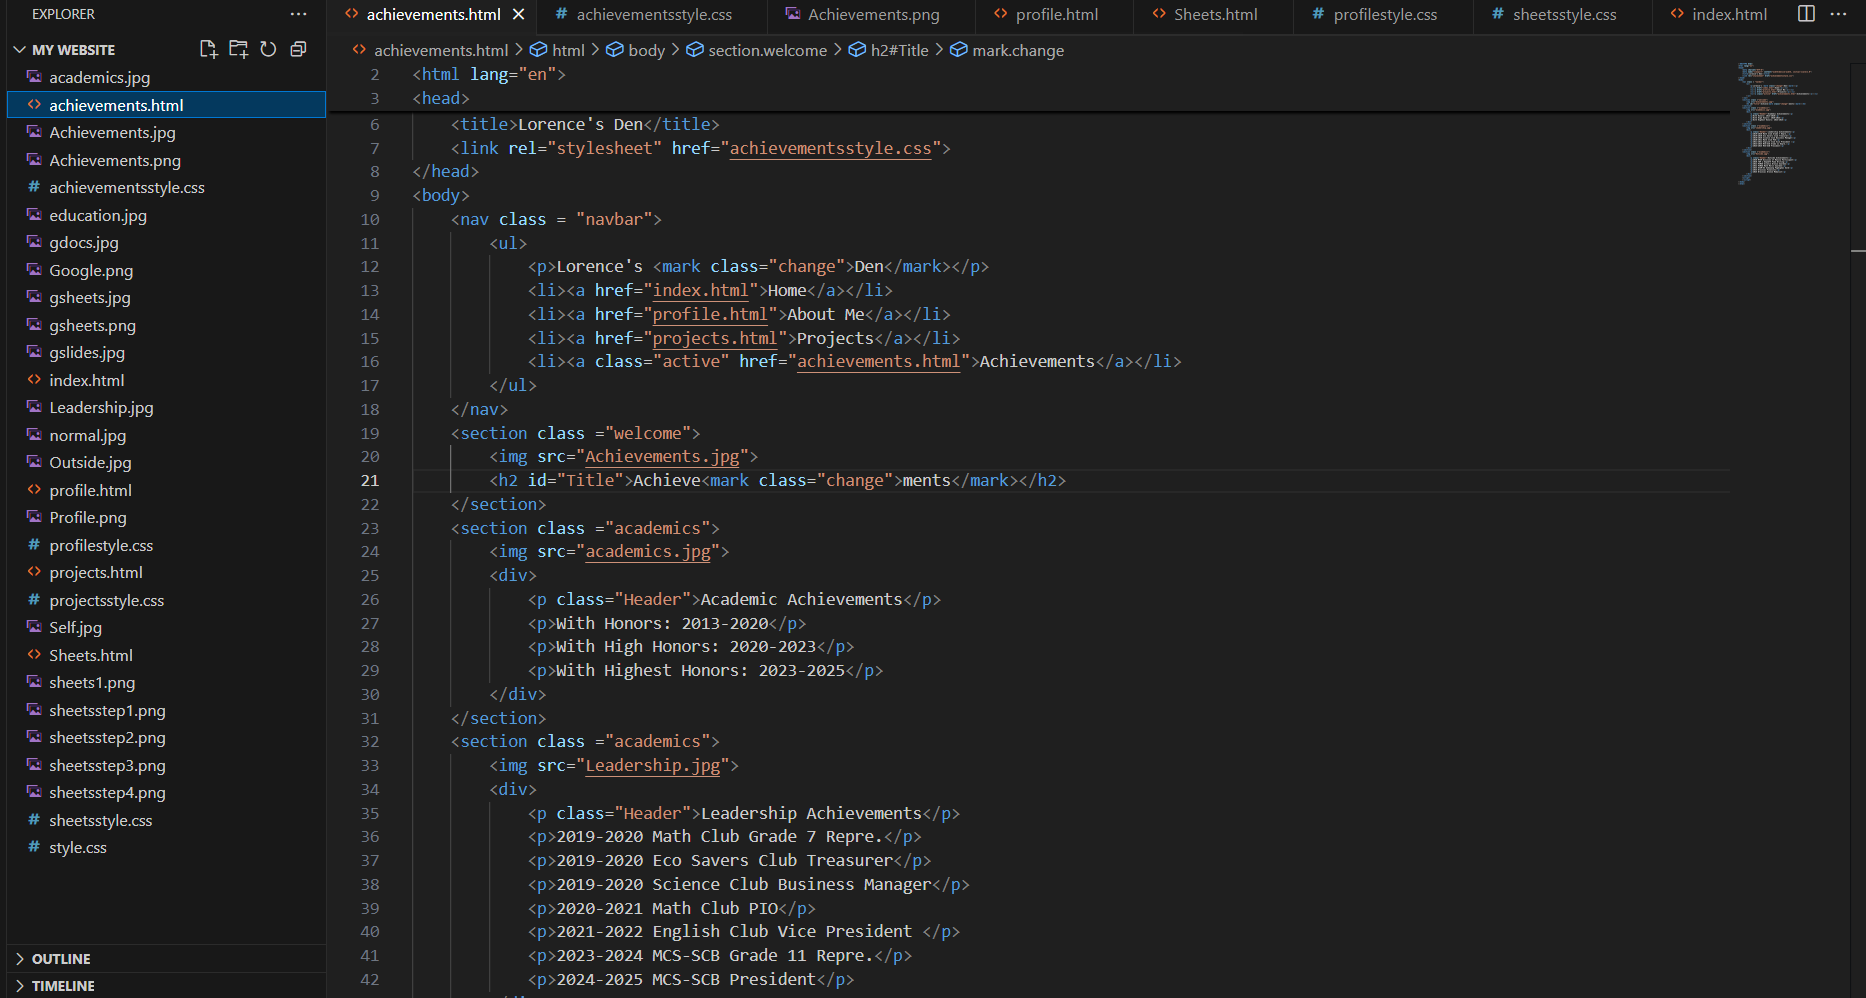 EXPLORER
MY WEBSITE
academics.jpg
achievements.html
Achievements.jpg
Achievements.png
achievementsstyle.css
education.jpg
gdocs.jpg
Google.png
gsheets.jpg
gsheets.png
gslides.jpg
index.html
Leadership.jpg
normal.jpg
Outside.jpg
profile.html
Profile.png
profilestyle.css
projects.html
projectsstyle.css
Self.jpg
Sheets.html
sheets1.png
sheetsstep1.png
sheetsstep2.png
sheetsstep3.png
sheetsstep4.png
sheetsstyle.css
style.css
OUTLINE
TIMELINE
achievements.html achievementsstyle.css Achievements.png profile.html Sheets.html profilestyle.css sheetsstyle.css index.html
achievements.html > html > body > section.welcome > h2#Title > mark.change
2 <html lang="en">
3 <head>
6 <title>Lorence's Den</title>
7 <link rel="stylesheet" href="achievementsstyle.css">
8 </head>
9 <body>
10 <nav class = "navbar">
11 <ul>
12 <p>Lorence's <mark class="change">Den</mark></p>
13 <li><a href="index.html">Home</a></li>
14 <li><a href="profile.html">About Me</a></li>
15 <li><a href="projects.html">Projects</a></li>
16 <li><a class="active" href="achievements.html">Achievements</a></li>
17 </ul>
18 </nav>
19 <section class ="welcome">
20 <img src="Achievements.jpg">
21 <h2 id="Title">Achieve<mark class="change">ments</mark></h2>
22 </section>
23 <section class ="academics">
24 <img src="academics.jpg">
25 <div>
26 <p class="Header">Academic Achievements</p>
27 <p>With Honors: 2013-2020</p>
28 <p>With High Honors: 2020-2023</p>
29 <p>With Highest Honors: 2023-2025</p>
30 </div>
31 </section>
32 <section class ="academics">
33 <img src="Leadership.jpg">
34 <div>
35 <p class="Header">Leadership Achievements</p>
36 <p>2019-2020 Math Club Grade 7 Repre.</p>
37 <p>2019-2020 Eco Savers Club Treasurer</p>
38 <p>2019-2020 Science Club Business Manager</p>
39 <p>2020-2021 Math Club PIO</p>
40 <p>2021-2022 English Club Vice President </p>
41 <p>2023-2024 MCS-SCB Grade 11 Repre.</p>
42 <p>2024-2025 MCS-SCB President</p>